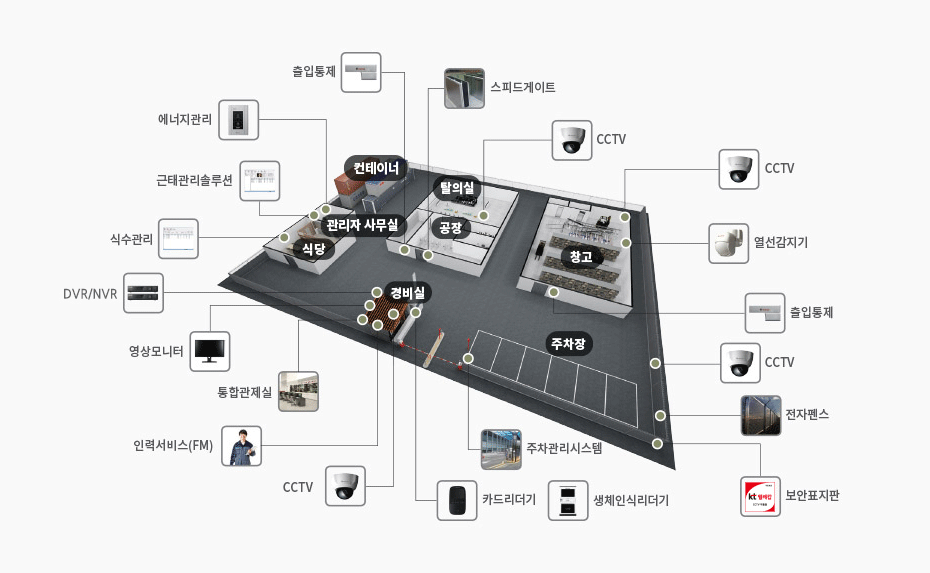 출입통제
스피드게이트
에너지관리
CCTV
컨테이너
CCTV
근태관리솔루션
탈의실
관리자 사무실
공장
식수관리
식당
창고
열선감지기
DVR/NVR
경비실
출입통제
영상모니터
주차장
CCTV
통합관제실
전자펜스
인력서비스(FM)
주차관리시스템
CCTV
카드리더기
생체인식리더기
kt 텔레캅
보안표지판